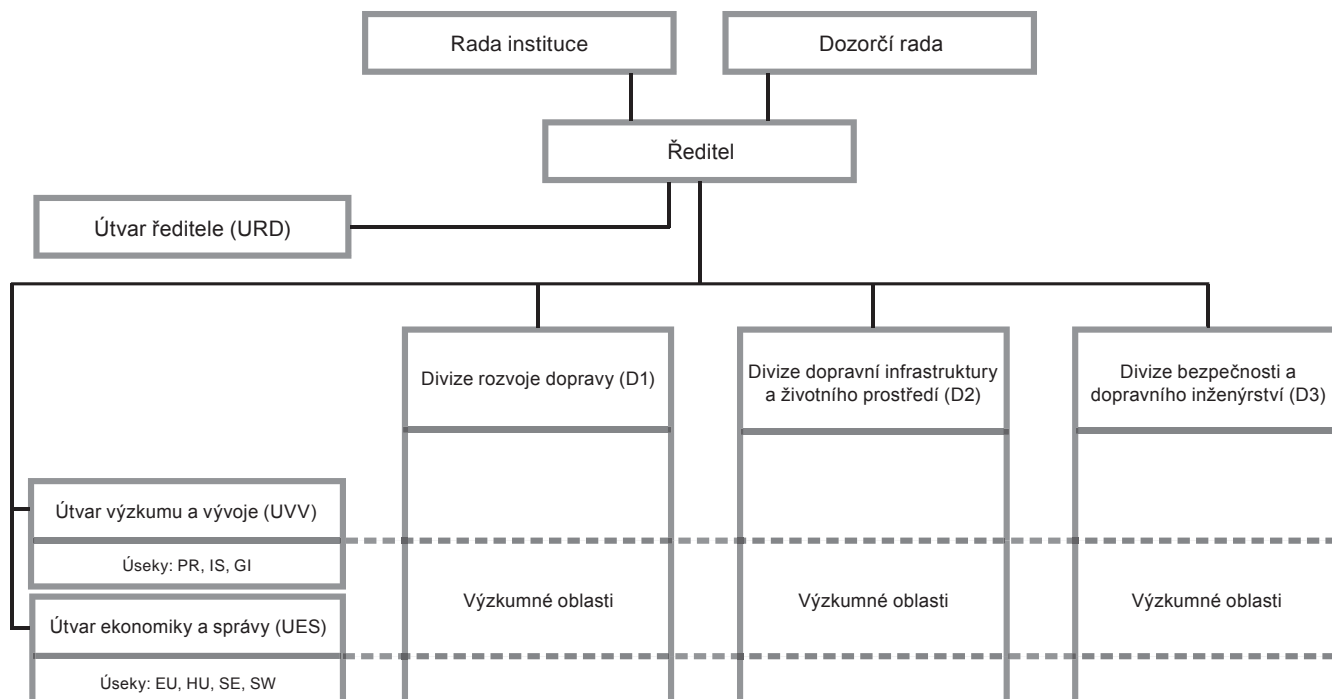 Rada instituce
Dozorčí rada
Ředitel
Útvar ředitele (URD)
Divize rozvoje dopravy (D1)
Divize dopravní infrastruktury
a životního prostředí (D2)
Divize bezpečnosti a
dopravního inženýrství (D3)
Útvar výzkumu a vývoje (UVV)
Úseky: PR, IS, GI
Výzkumné oblasti
Výzkumné oblasti
Výzkumné oblasti
Útvar ekonomiky a správy (UES)
Úseky: EU, HU, SE, SW